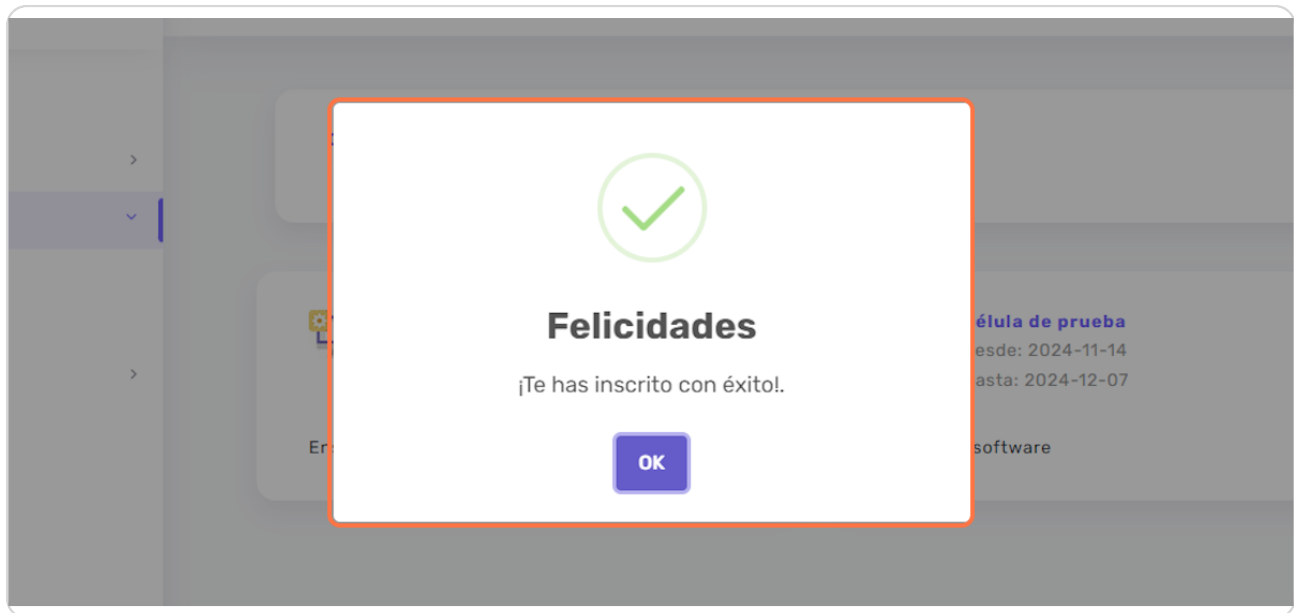 Felicidades
¡Te has inscrito con éxito!.
OK
élula de prueba
esde: 2024-11-14
asta: 2024-12-07
software